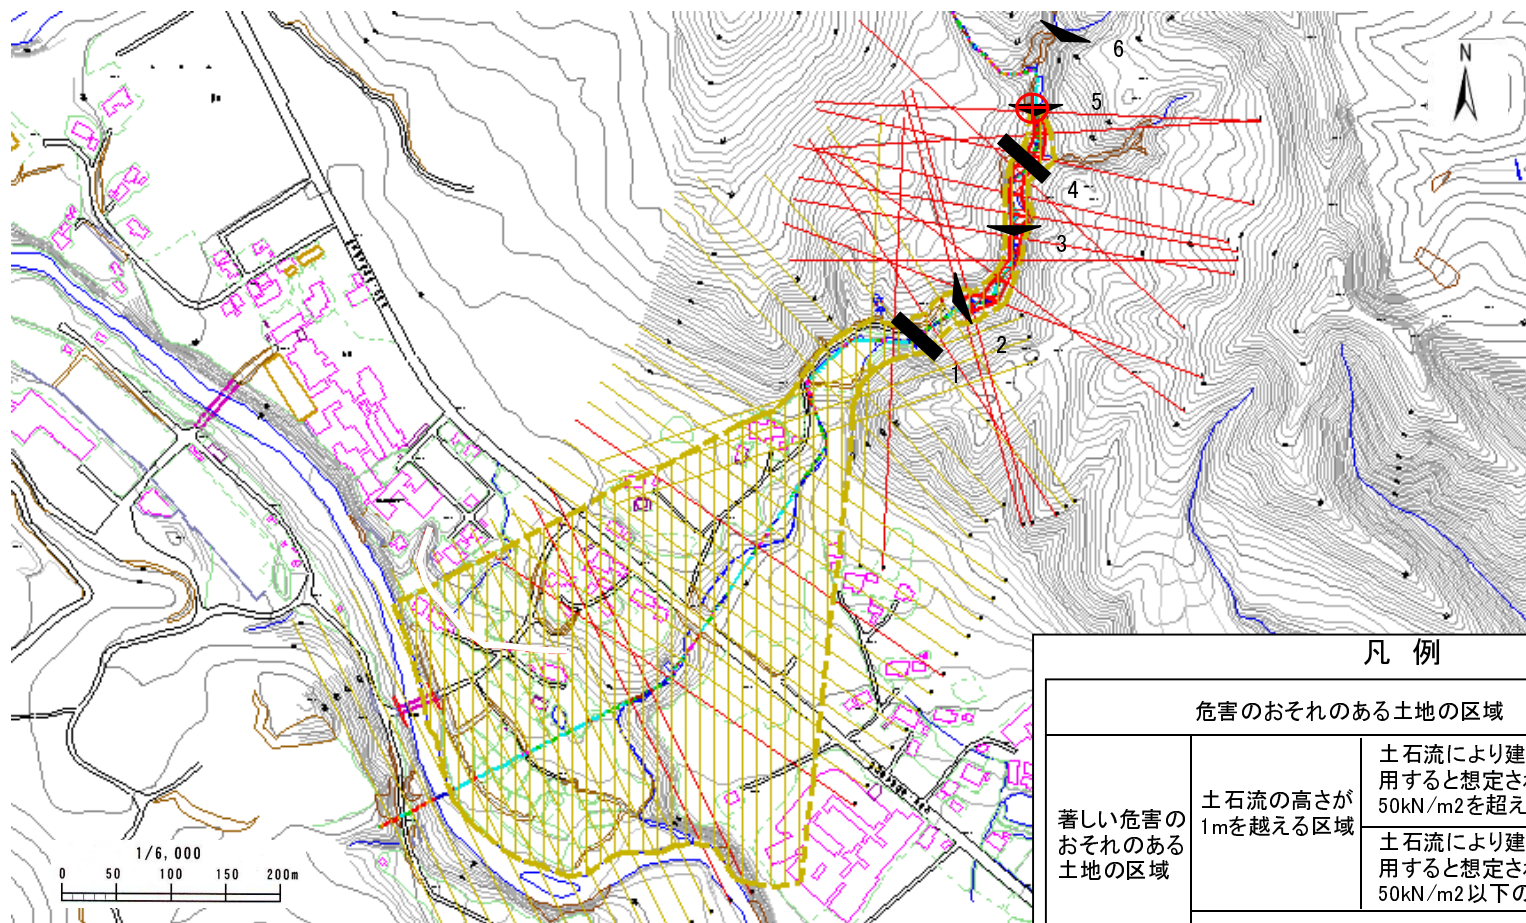 6
N
5
4
3
2
1
凡 例
危害のおそれのある土地の区域
著しい危害の
おそれのある
土地の区域
土石流の高さが
1mを越える区域
土石流により建
用すると想定さ
50kN/m2を超え
土石流により建
用すると想定さ
50kN/m2以下の
1/6,000
0 50 100 150 200m